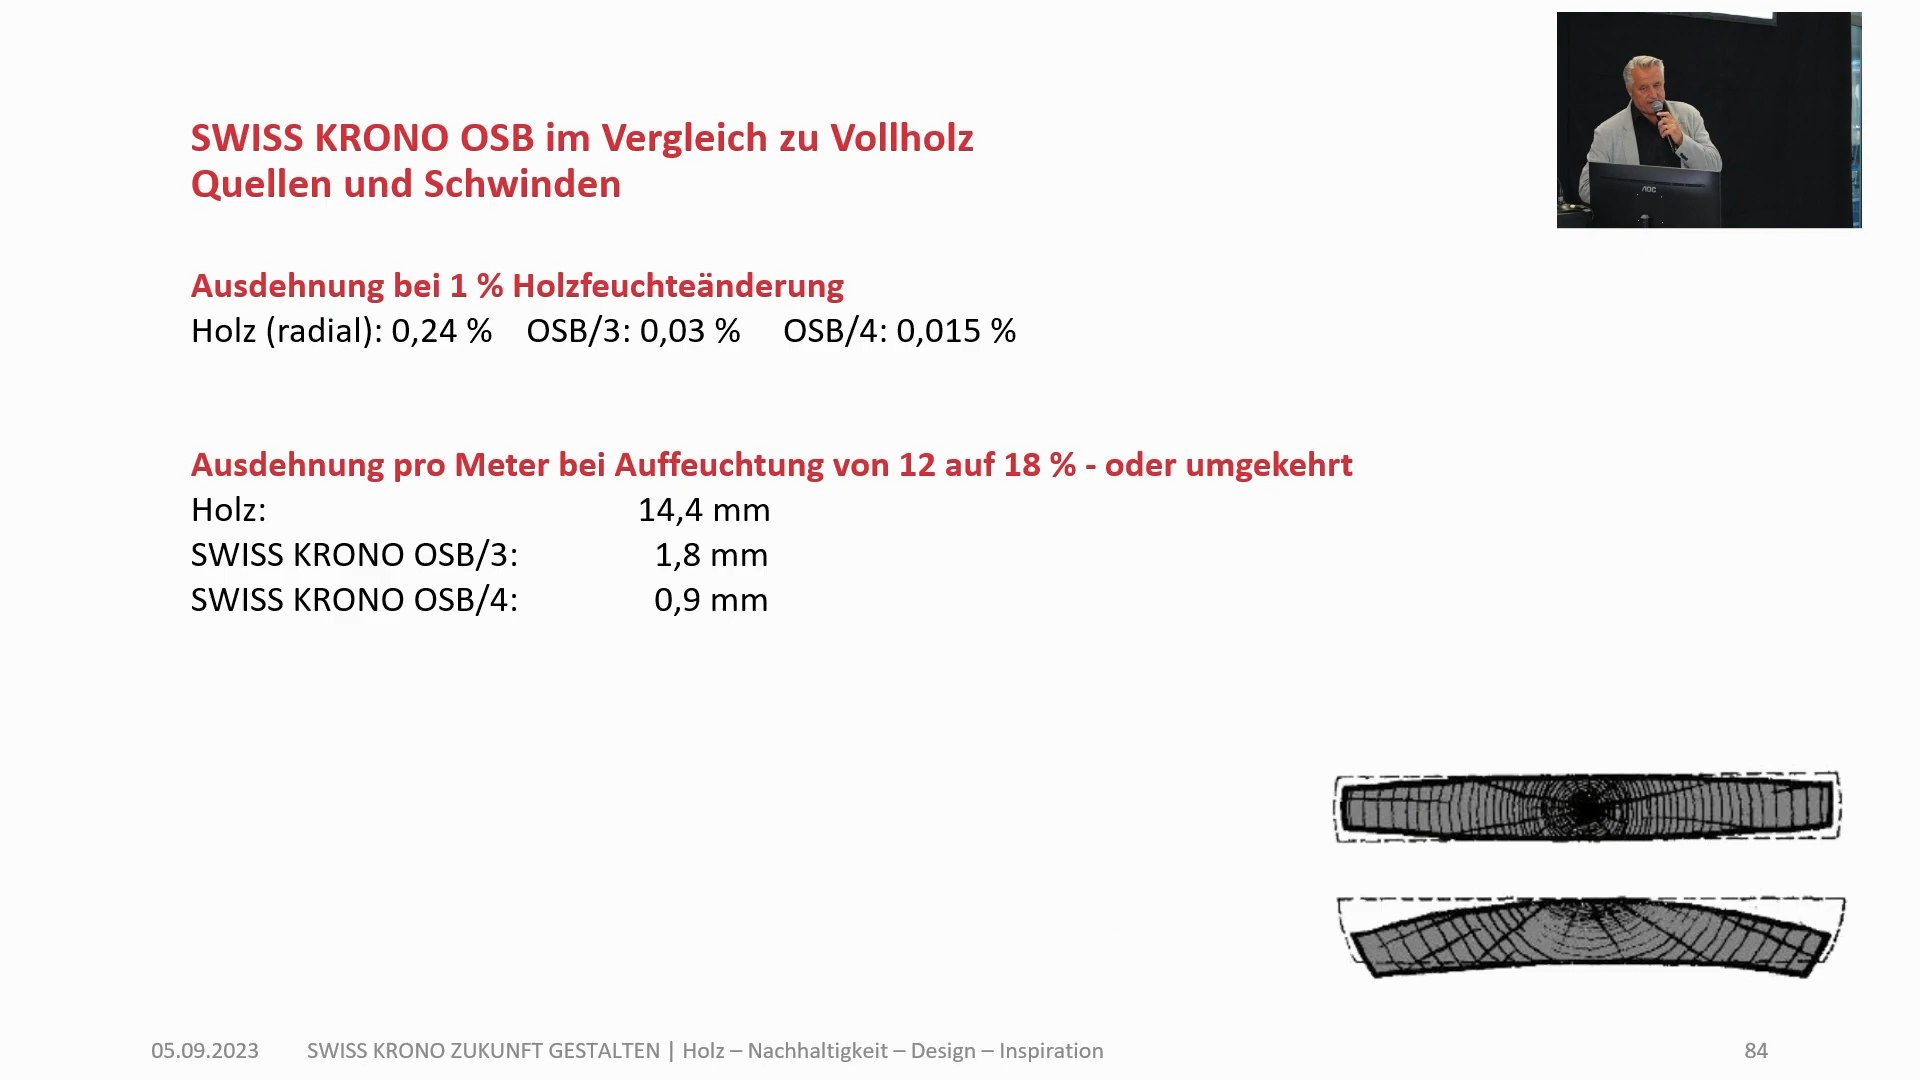 SWISS KRONO OSB im Vergleich zu Vollholz
Quellen und Schwinden
Ausdehnung bei 1 % Holzfeuchteänderung
Holz (radial): 0,24 % OSB/3: 0,03 % OSB/4: 0,015 %
Ausdehnung pro Meter bei Auffeuchtung von 12 auf 18 % - oder umgekehrt
Holz: 14,4 mm
SWISS KRONO OSB/3: 1,8 mm
SWISS KRONO OSB/4: 0,9 mm
AOC
05.09.2023 SWISS KRONO ZUKUNFT GESTALTEN | Holz – Nachhaltigkeit – Design – Inspiration 84